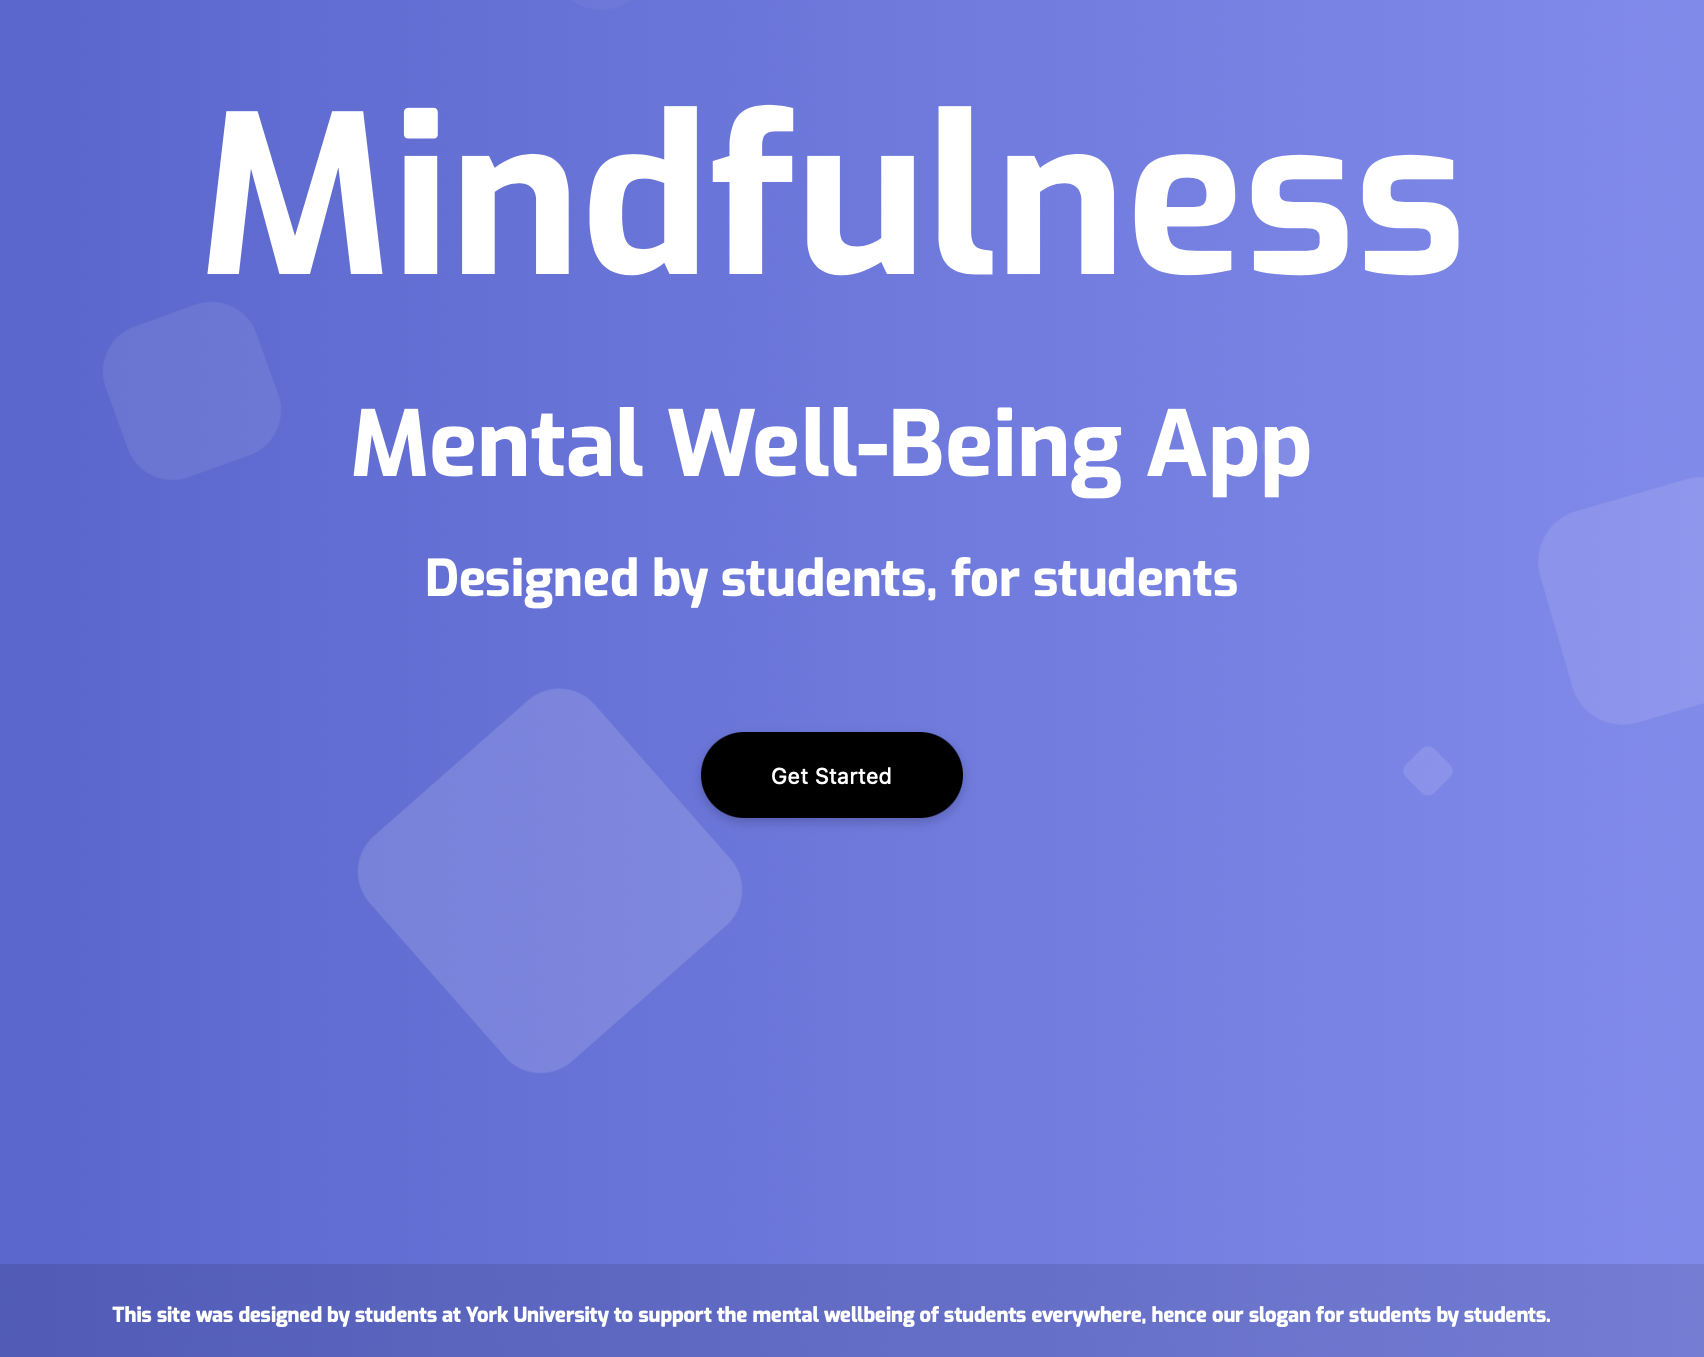 Mindfulness
Mental Well-Being App
Designed by students, for students
Get Started
This site was designed by students at York University to support the mental wellbeing of students everywhere, hence our slogan for students by students.